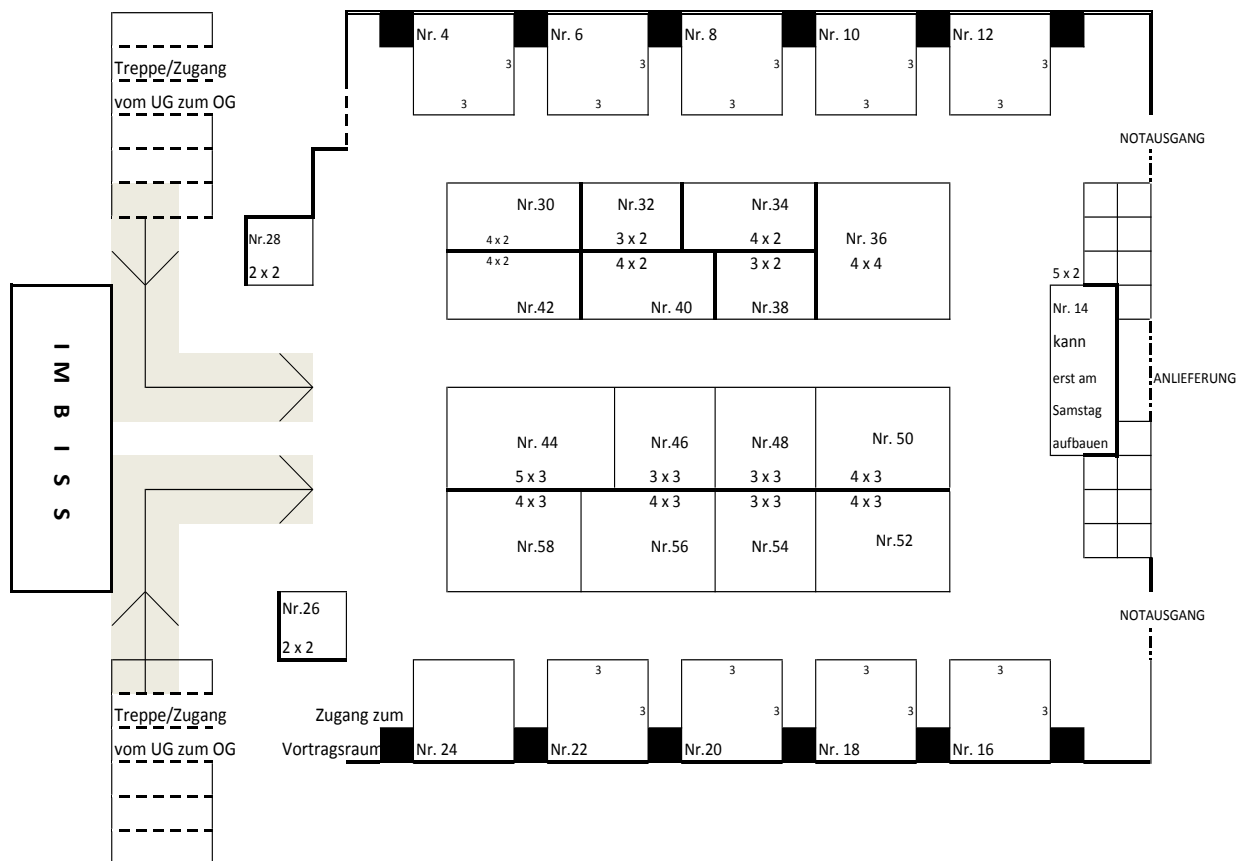 Nr. 4
Nr. 6
Nr. 8
Nr. 10
Nr. 12
3
3
3
3
3
3
3
3
3
3
Treppe/Zugang
vom UG zum OG
NOTAUSGANG
Nr.30
Nr.32
Nr.34
Nr. 36
4 x 2
3 x 2
4 x 2
4 x 4
4 x 2
4 x 2
3 x 2
Nr.42
Nr. 40
Nr.38
Nr.28
2 x 2
5 x 2
Nr. 14
kann
erst am
Samstag
aufbauen
ANLIEFERUNG
IMBISS
Nr. 44
Nr.46
Nr.48
Nr. 50
5 x 3
3 x 3
3 x 3
4 x 3
4 x 3
4 x 3
3 x 3
4 x 3
Nr.58
Nr.56
Nr.54
Nr.52
Nr.26
2 x 2
NOTAUSGANG
Treppe/Zugang
vom UG zum OG
Zugang zum
Vortragsraum
3
3
3
3
3
3
3
3
Nr. 24
Nr.22
Nr.20
Nr. 18
Nr. 16